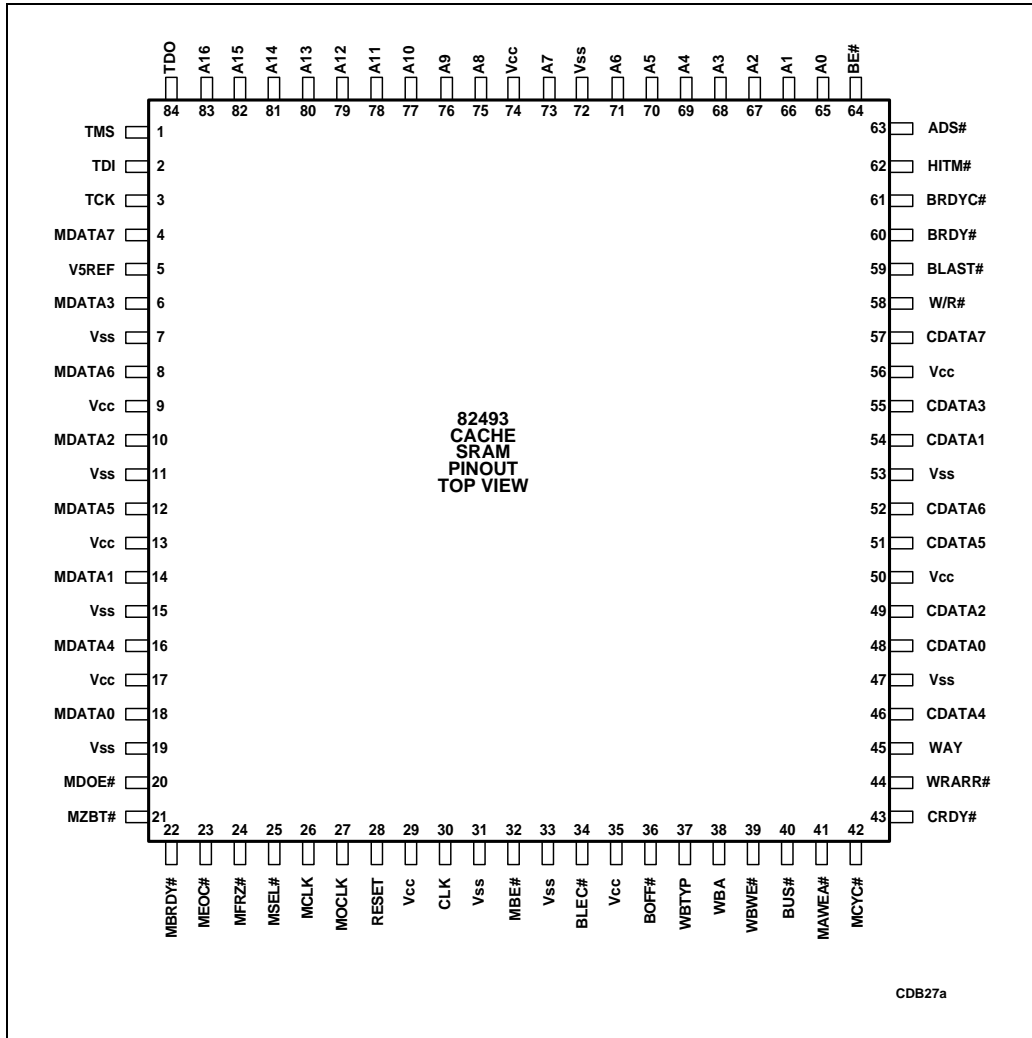 TDO A16 A15 A14 A13 A12 A11 A10 A9 A8 Vcc A7 Vss A6 A5 A4 A3 A2 A1 A0 BE#
84 83 82 81 80 79 78 77 76 75 74 73 72 71 70 69 68 67 66 65 64
TMS 1 63 ADS#
TDI 2 62 HITM#
TCK 3 61 BRDYC#
MDATA7 4 60 BRDY#
V5REF 5 59 BLAST#
MDATA3 6 58 W/R#
Vss 7 57 CDATA7
MDATA6 8 56 Vcc
Vcc 9 55 CDATA3
MDATA2 10 54 CDATA1
Vss 11 53 Vss
MDATA5 12 52 CDATA6
Vcc 13 51 CDATA5
MDATA1 14 50 Vcc
Vss 15 49 CDATA2
MDATA4 16 48 CDATA0
Vcc 17 47 Vss
MDATA0 18 46 CDATA4
Vss 19 45 WAY
MDOE# 20 44 WRARR#
MZBT# 21 43 CRDY#
82493
CACHE
SRAM
PINOUT
TOP VIEW
22 23 24 25 26 27 28 29 30 31 32 33 34 35 36 37 38 39 40 41 42
MBRDY# MEOC# MFRZ# MSEL# MCLK MOCLK RESET Vcc CLK Vss MBE# Vss BLEC# Vcc BOFF# WBTYP WBA WBWE# BUS# MAWEA# MCYC#
CDB27a